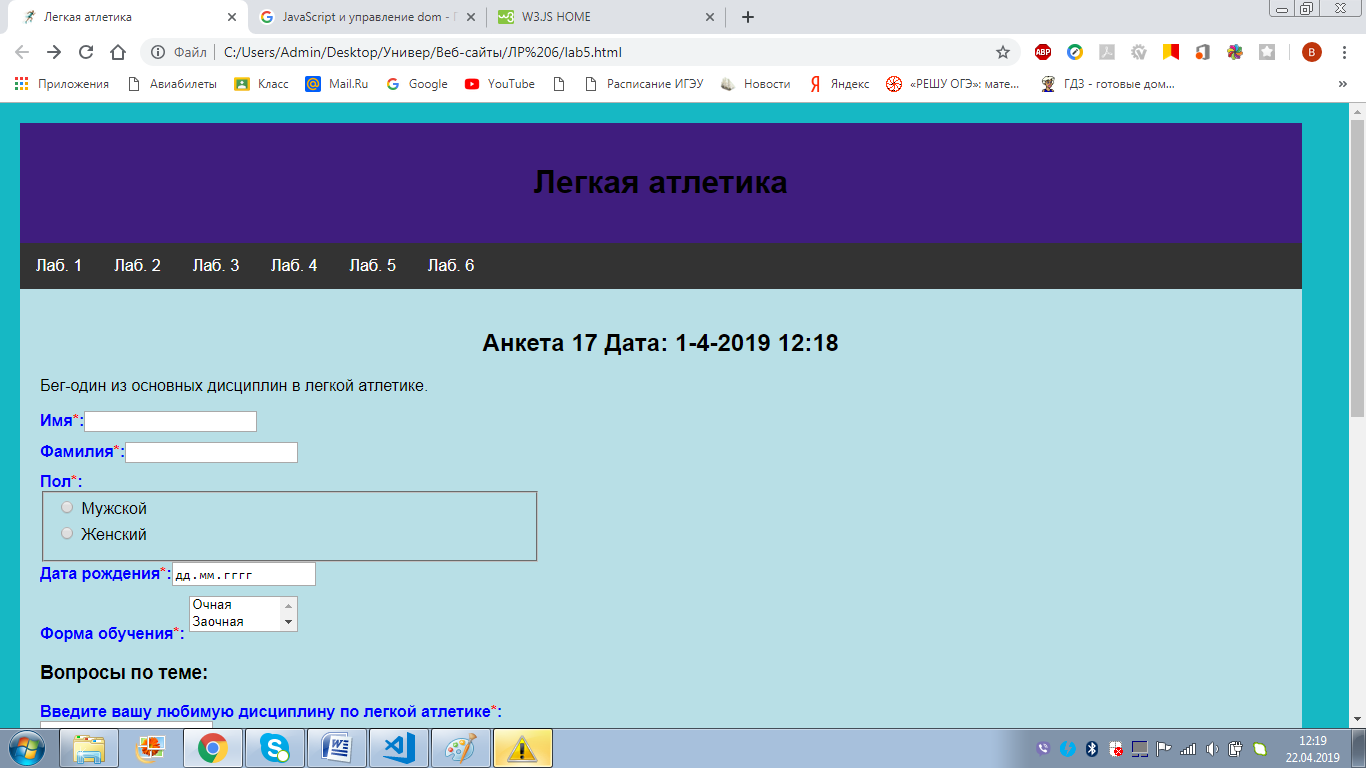 Легкая атлетика
JavaScript и управление dom - Г
W3.JS HOME
Файл C:/Users/Admin/Desktop/Универ/Веб-сайты/ЛР%206/lab5.html
ABP
B
Приложения Авиабилеты Класс Mail.Ru Google YouTube Расписание ИГЭУ Новости Яндекс «РЕШУ ОГЭ»: мате... ГДЗ - готовые дом... »
Легкая атлетика
Лаб. 1 Лаб. 2 Лаб. 3 Лаб. 4 Лаб. 5 Лаб. 6
Анкета 17 Дата: 1-4-2019 12:18
Бег-один из основных дисциплин в легкой атлетике.
Имя*:
Фамилия*:
Пол*:
Мужской
Женский
Дата рождения*: дд.мм.гггг
Очная
Заочная
Форма обучения*:
Вопросы по теме:
Введите вашу любимую дисциплину по легкой атлетике*:
12:19
22.04.2019